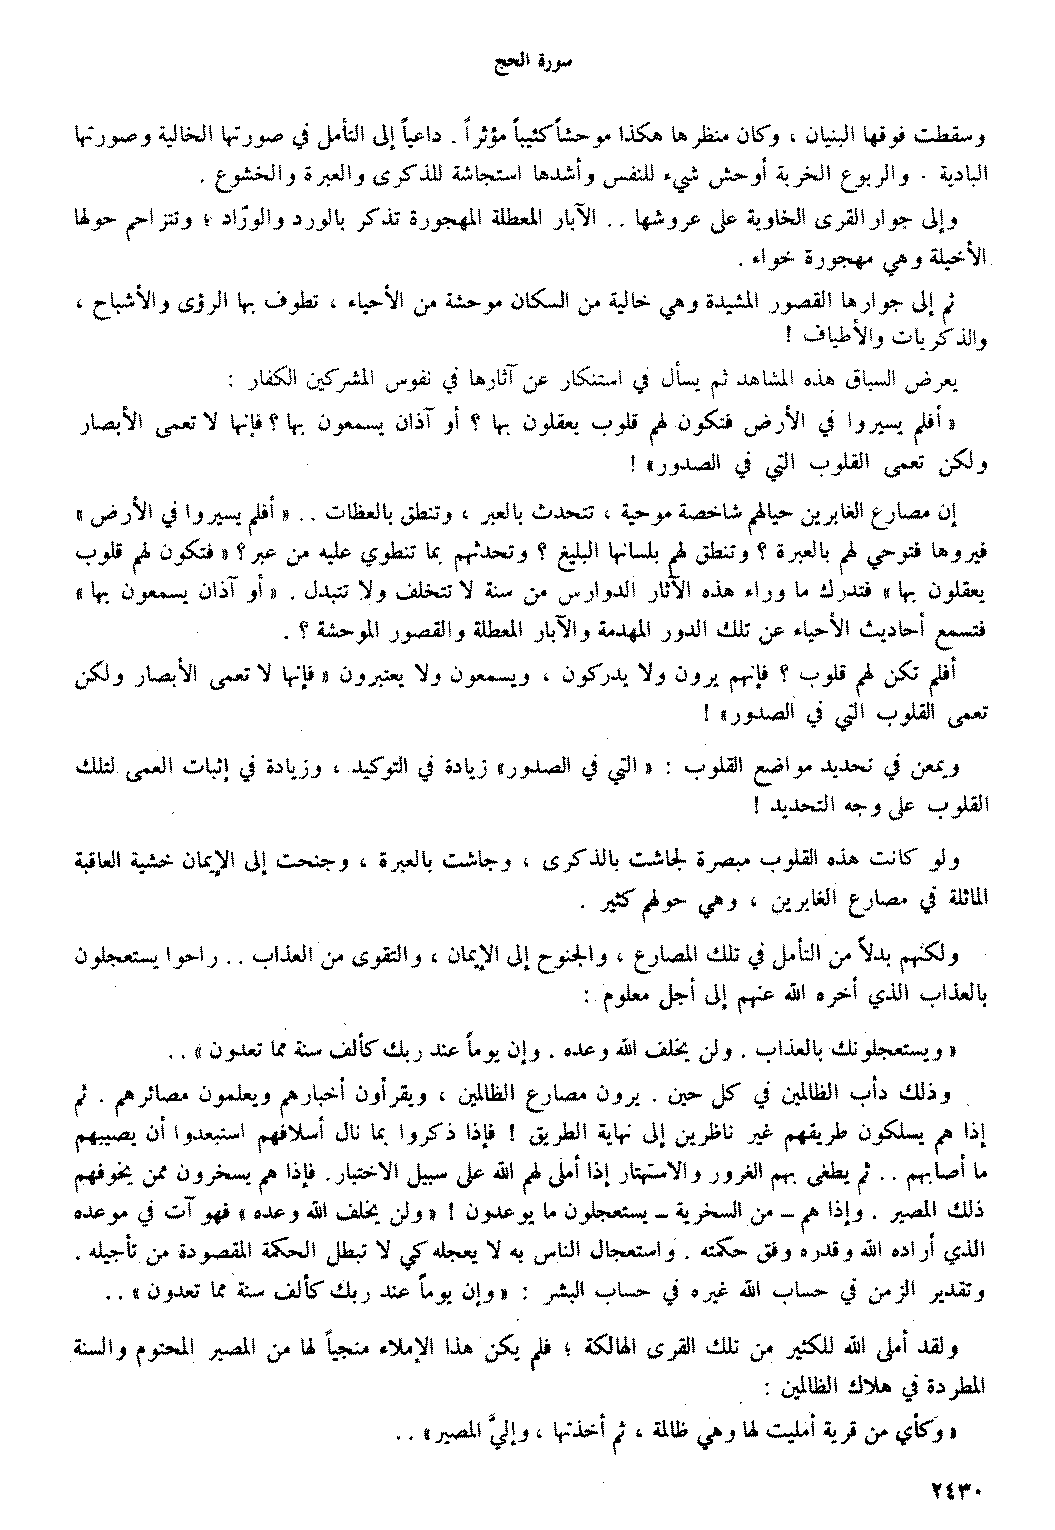 سورة الحج
وسقطت فوقها البنيان ، وكان منظرها هكذا موحشاً كئيباً مؤثراً . داعياً إلى التأمل في صورتها الخالية وصورتها
البادية . والربوع الخربة أوحش شيء للنفس وأشدها استجاشة للذكرى والعبرة والخشوع .
وإلى جوار القرى الخاوية على عروشها .. الآبار المعطلة المهجورة تذكر بالورد والورّاد ؛ وتتزاحم حولها
الأخيلة وهي مهجورة خواء .
ثم إلى جوارها القصور المشيدة وهي خالية من السكان موحشة من الأحياء ، تطوف بها الرؤى والأشباح ،
والذكريات والأطياف !
يعرض السياق هذه المشاهد ثم يسأل في استنكار عن آثارها في نفوس المشركين الكفار :
« أفلم يسيروا في الأرض فتكون لهم قلوب يعقلون بها ؟ أو آذان يسمعون بها ؟ فإنها لا تعمى الأبصار
ولكن تعمى القلوب التي في الصدور» !
إن مصارع الغابرين حيالهم شاخصة موحية ، تتحدث بالعبر ، وتنطق بالعظات .. « أفلم يسيروا في الأرض »
فيروها فتوحي لهم بالعبرة ؟ وتنطق لهم بلسانها البليغ ؟ وتحدثهم بما تنطوي عليه من عبر ؟ « فتكون لهم قلوب
يعقلون بها » فتدرك ما وراء هذه الآثار الدوارس من سنة لا تتخلف ولا تتبدل . « أو آذان يسمعون بها »
فتسمع أحاديث الأحياء عن تلك الدور المهدمة والآبار المعطلة والقصور الموحشة ؟ .
أفلم تكن لهم قلوب ؟ فإنهم يرون ولا يدركون ، ويسمعون ولا يعتبرون « فإنها لا تعمى الأبصار ولكن
تعمى القلوب التي في الصدور» !
ويمعن في تحديد مواضع القلوب : « التي في الصدور» زيادة في التوكيد ، وزيادة في إثبات العمى لتلك
القلوب على وجه التحديد !
ولو كانت هذه القلوب مبصرة لجاشت بالذكرى ، وجاشت بالعبرة ، وجنحت إلى الإيمان خشية العاقبة
الماثلة في مصارع الغابرين ، وهي حولهم كثير .
ولكنهم بدلاً من التأمل في تلك المصارع ، والجنوح إلى الإيمان ، والتقوى من العذاب .. راحوا يستعجلون
بالعذاب الذي أخره الله عنهم إلى أجل معلوم :
« ويستعجلونك بالعذاب . ولن يخلف الله وعده . وإن يوماً عند ربك كألف سنة مما تعدون » ..
وذلك دأب الظالمين في كل حين . يرون مصارع الظالمين ، ويقرأون أخبارهم ويعلمون مصائرهم . ثم
إذا هم يسلكون طريقهم غير ناظرين إلى نهاية الطريق ! فإذا ذكروا بما نال أسلافهم استبعدوا أن يصيبهم
ما أصابهم .. ثم يطغى بهم الغرور والاستهتار إذا أملى لهم الله على سبيل الاختيار. فإذا هم يسخرون ممن يخوفهم
ذلك المصير . وإذا هم – من السخرية – يستعجلون ما يوعدون ! «ولن يخلف الله وعده » فهو آت في موعده
الذي أراده الله وقدره وفق حكمته . واستعجال الناس به لا يعجله كي لا تبطل الحكمة المقصودة من تأجيله .
وتقدير الزمن في حساب الله غيره في حساب البشر : « وإن يوماً عند ربك كألف سنة مما تعدون » ..
ولقد أملى الله للكثير من تلك القرى الهالكة ؛ فلم يكن هذا الإملاء منجياً لها من المصير المحتوم والسنة
المطردة في هلاك الظالمين :
« وكأي من قرية أمليت لها وهي ظالمة ، ثم أخذتها ، وإليَّ المصير» ..
٢٤٣٠